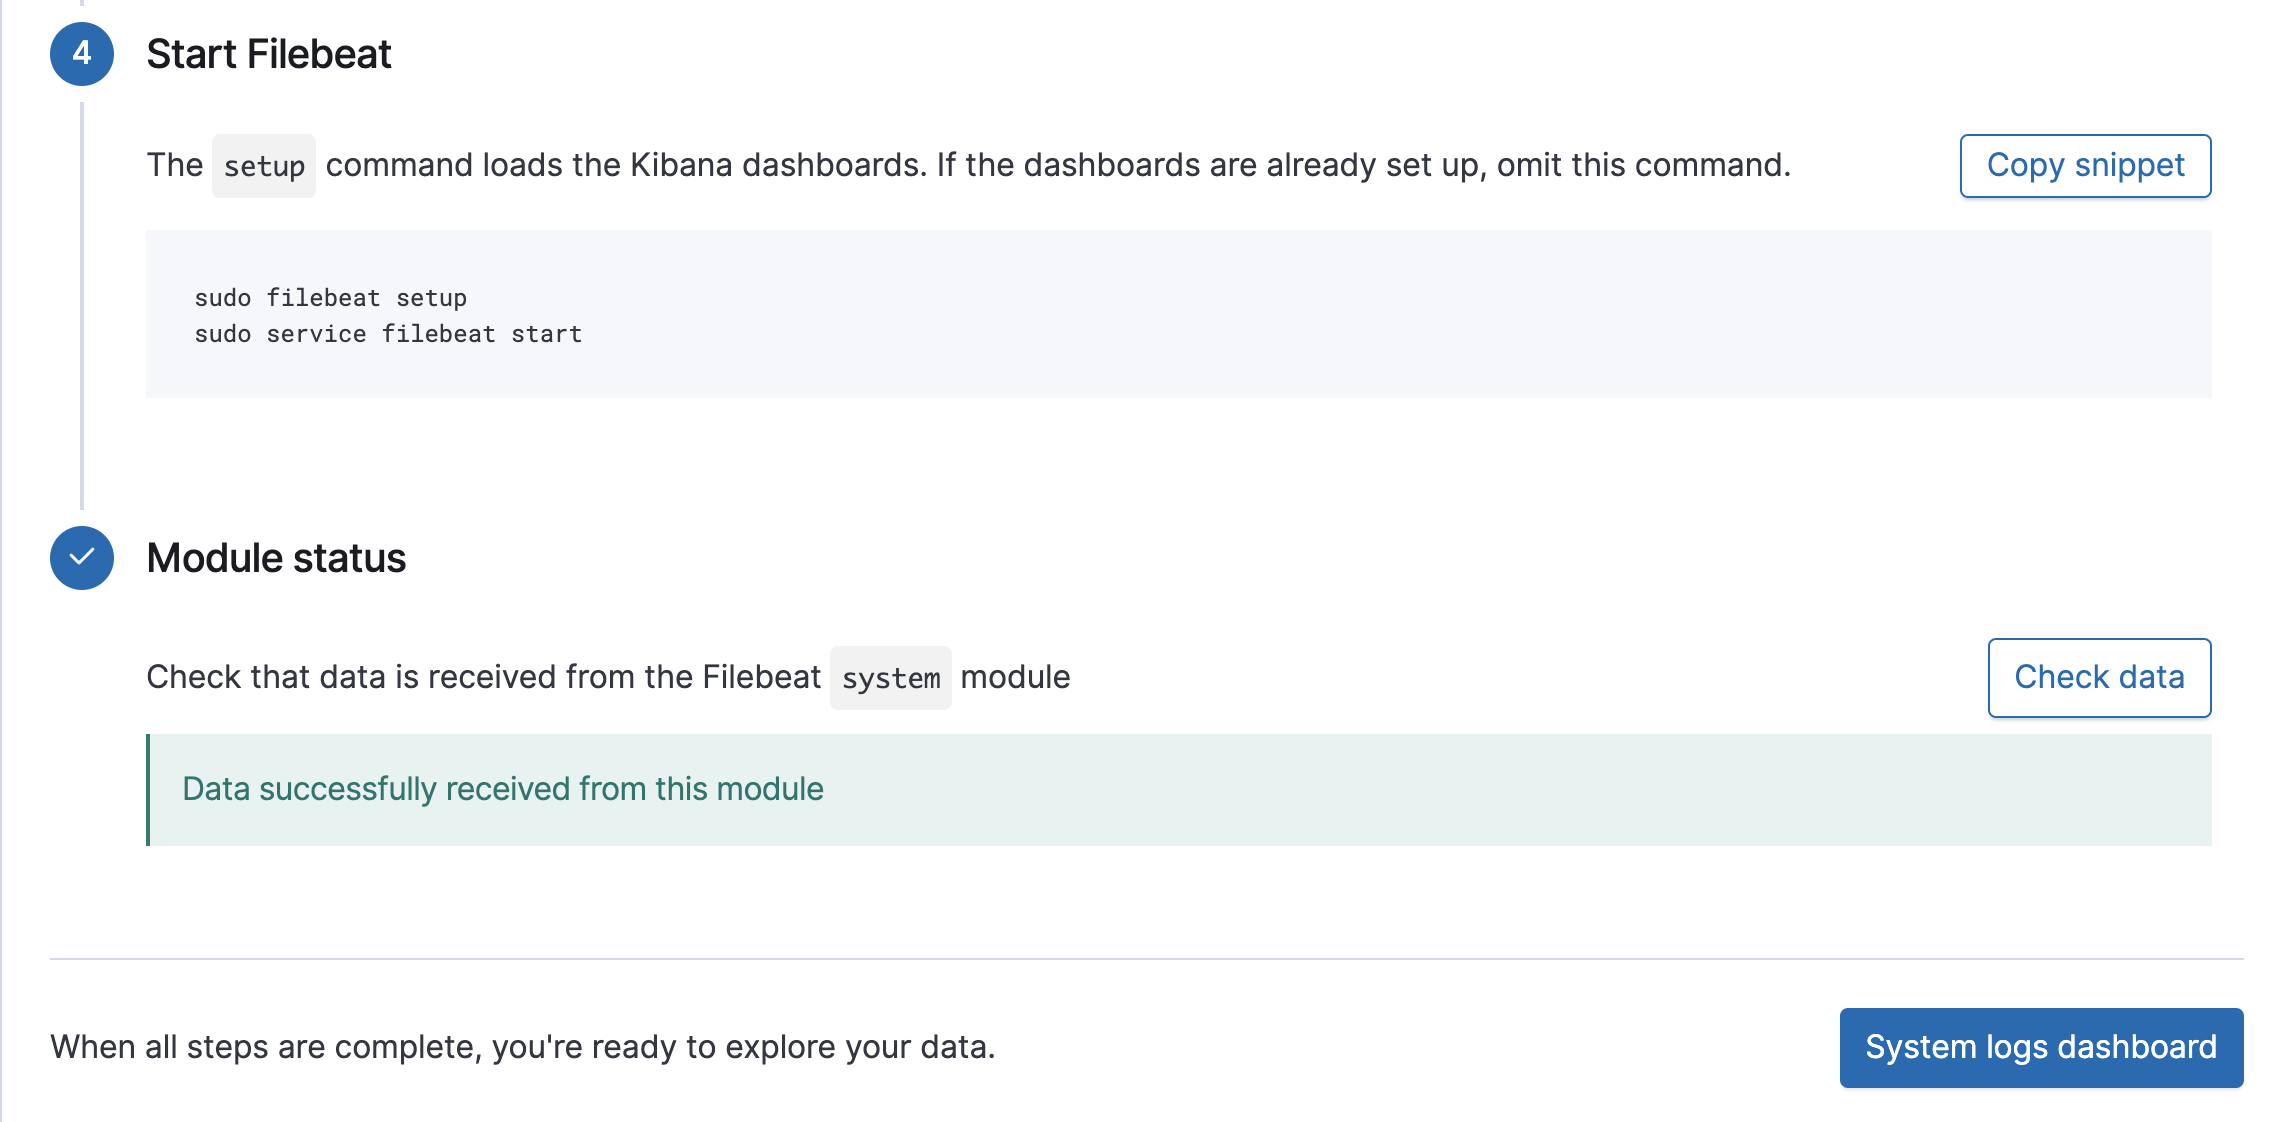 4
Start Filebeat
The setup command loads the Kibana dashboards. If the dashboards are already set up, omit this command.
Copy snippet
sudo filebeat setup
sudo service filebeat start
Module status
Check that data is received from the Filebeat system module
Check data
Data successfully received from this module
When all steps are complete, you're ready to explore your data.
System logs dashboard